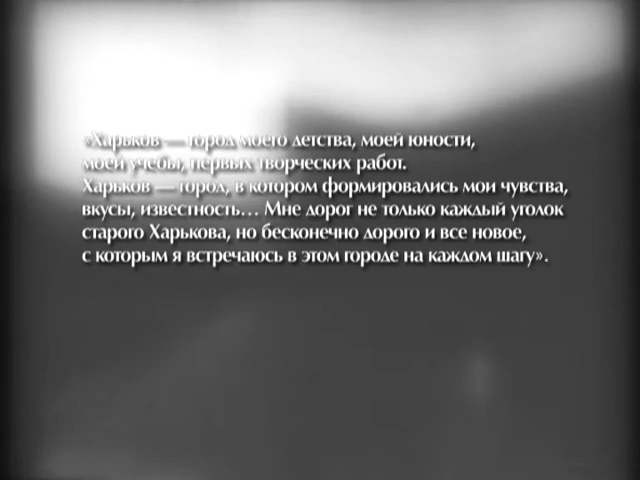 «Харьков — город моего детства, моей юности,
моей учебы, первых творческих работ.
Харьков — город, в котором формировались мои чувства,
вкусы, известность... Мне дорог не только каждый уголок
старого Харькова, но бесконечно дорого и все новое,
с которым я встречаюсь в этом городе на каждом шагу».